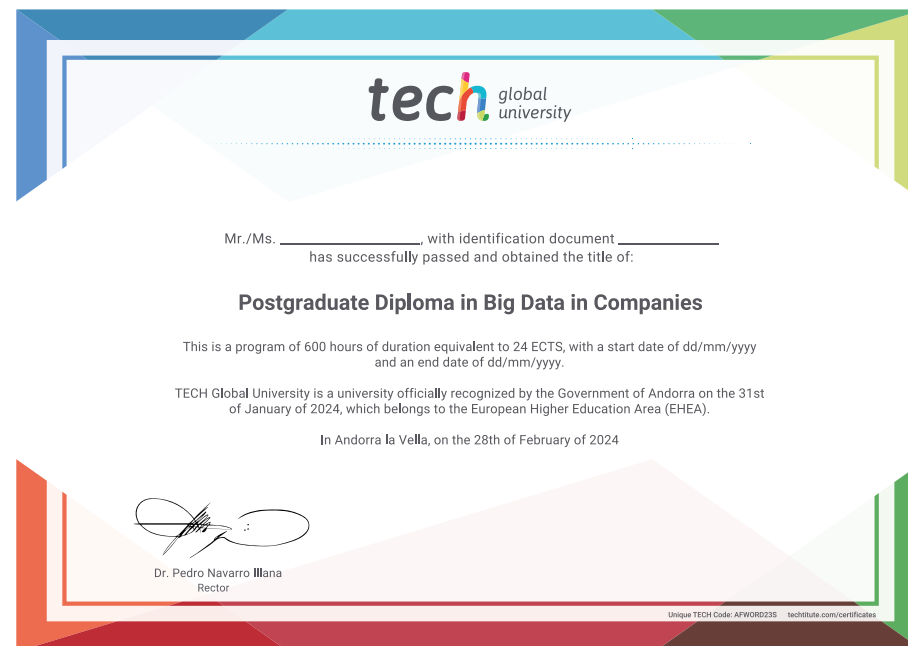 tech global
university
Mr./Ms. ____________________, with identification document ______________
has successfully passed and obtained the title of:
Postgraduate Diploma in Big Data in Companies
This is a program of 600 hours of duration equivalent to 24 ECTS, with a start date of dd/mm/yyyy
and an end date of dd/mm/yyyy.
TECH Global University is a university officially recognized by the Government of Andorra on the 31st
of January of 2024, which belongs to the European Higher Education Area (EHEA).
In Andorra la Vella, on the 28th of February of 2024
Dr. Pedro Navarro Illana
Rector
Unique TECH Code: AFWORD23S techtitute.com/certificates